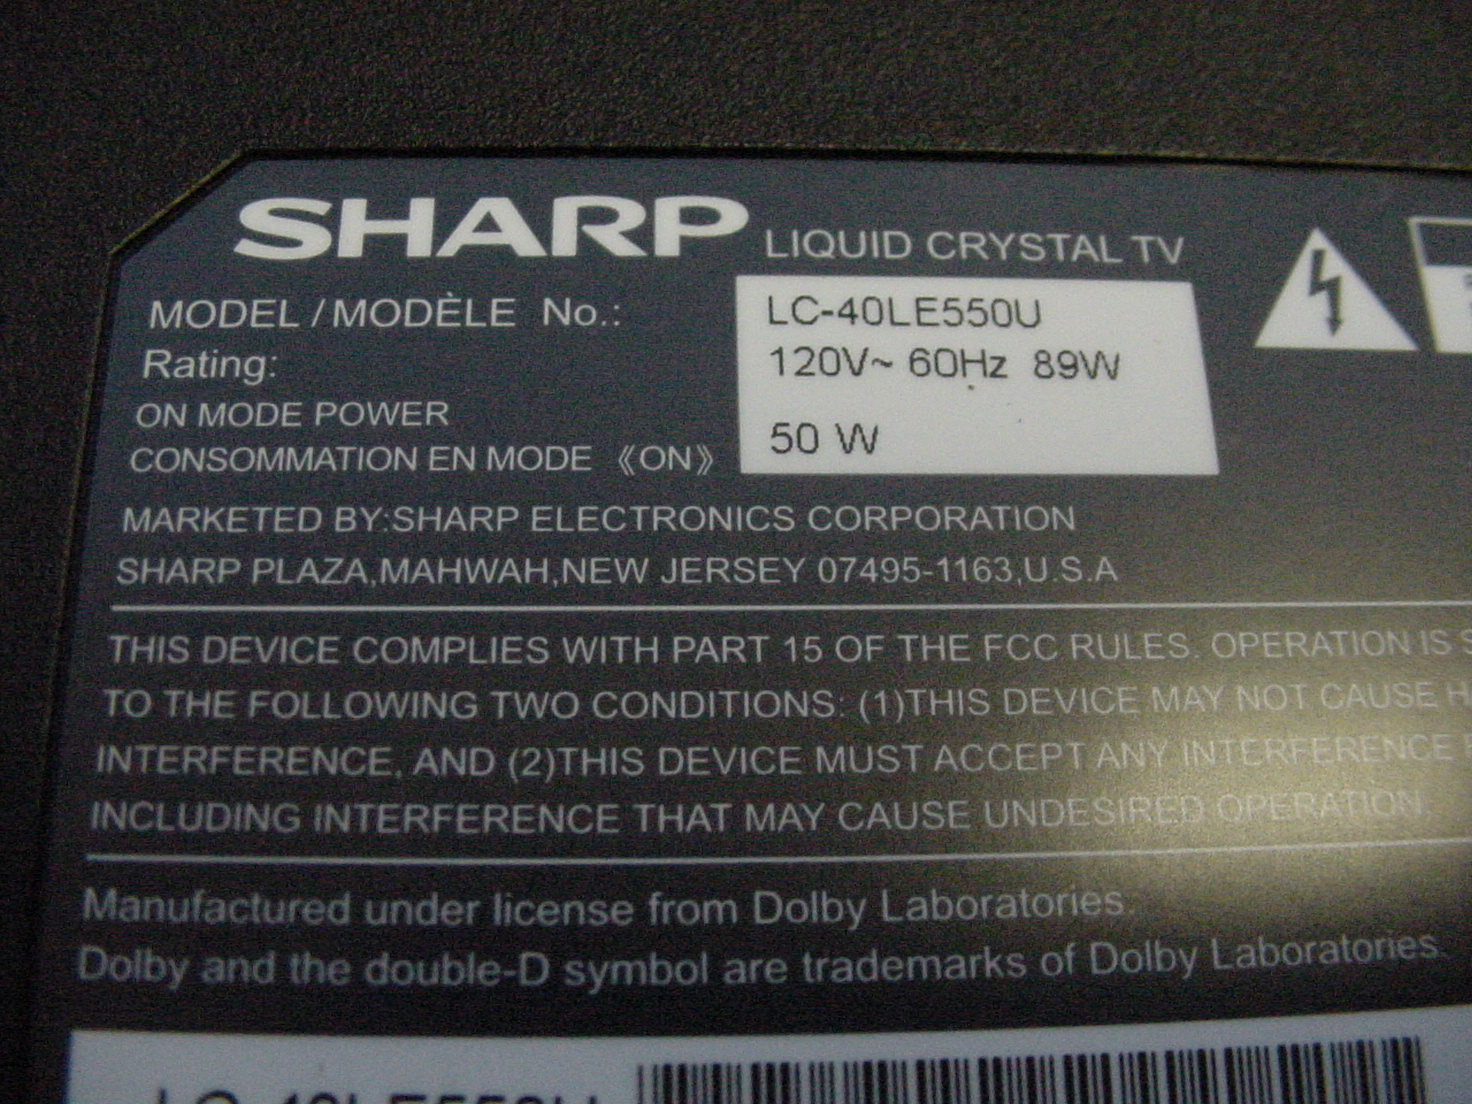 SHARP LIQUID CRYSTAL TV
MODEL / MODÈLE No.: LC-40LE550U
Rating: 120V~ 60Hz 89W
ON MODE POWER
CONSOMMATION EN MODE 《ON》 50 W
MARKETED BY:SHARP ELECTRONICS CORPORATION
SHARP PLAZA,MAHWAH,NEW JERSEY 07495-1163,U.S.A
THIS DEVICE COMPLIES WITH PART 15 OF THE FCC RULES. OPERATION IS
TO THE FOLLOWING TWO CONDITIONS: (1)THIS DEVICE MAY NOT CAUSE
INTERFERENCE, AND (2)THIS DEVICE MUST ACCEPT ANY INTERFERENCE
INCLUDING INTERFERENCE THAT MAY CAUSE UNDESIRED OPERATION.
Manufactured under license from Dolby Laboratories.
Dolby and the double-D symbol are trademarks of Dolby Laboratories.
LC-40LE550U